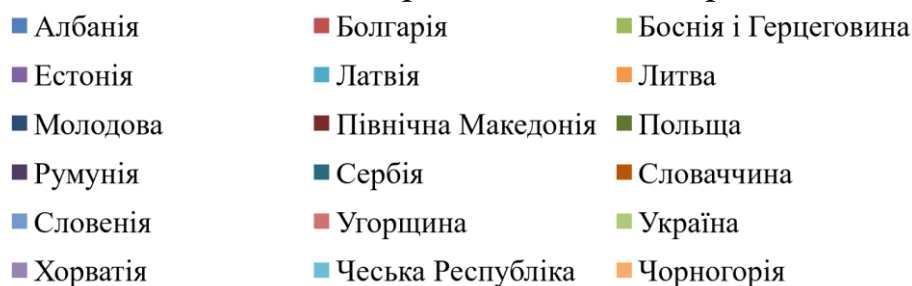 Албанія Болгарія Боснія і Герцеговина
Естонія Латвія Литва
Молодова Північна Македонія Польща
Румунія Сербія Словаччина
Словенія Угорщина Україна
Хорватія Чеська Республіка Чорногорія